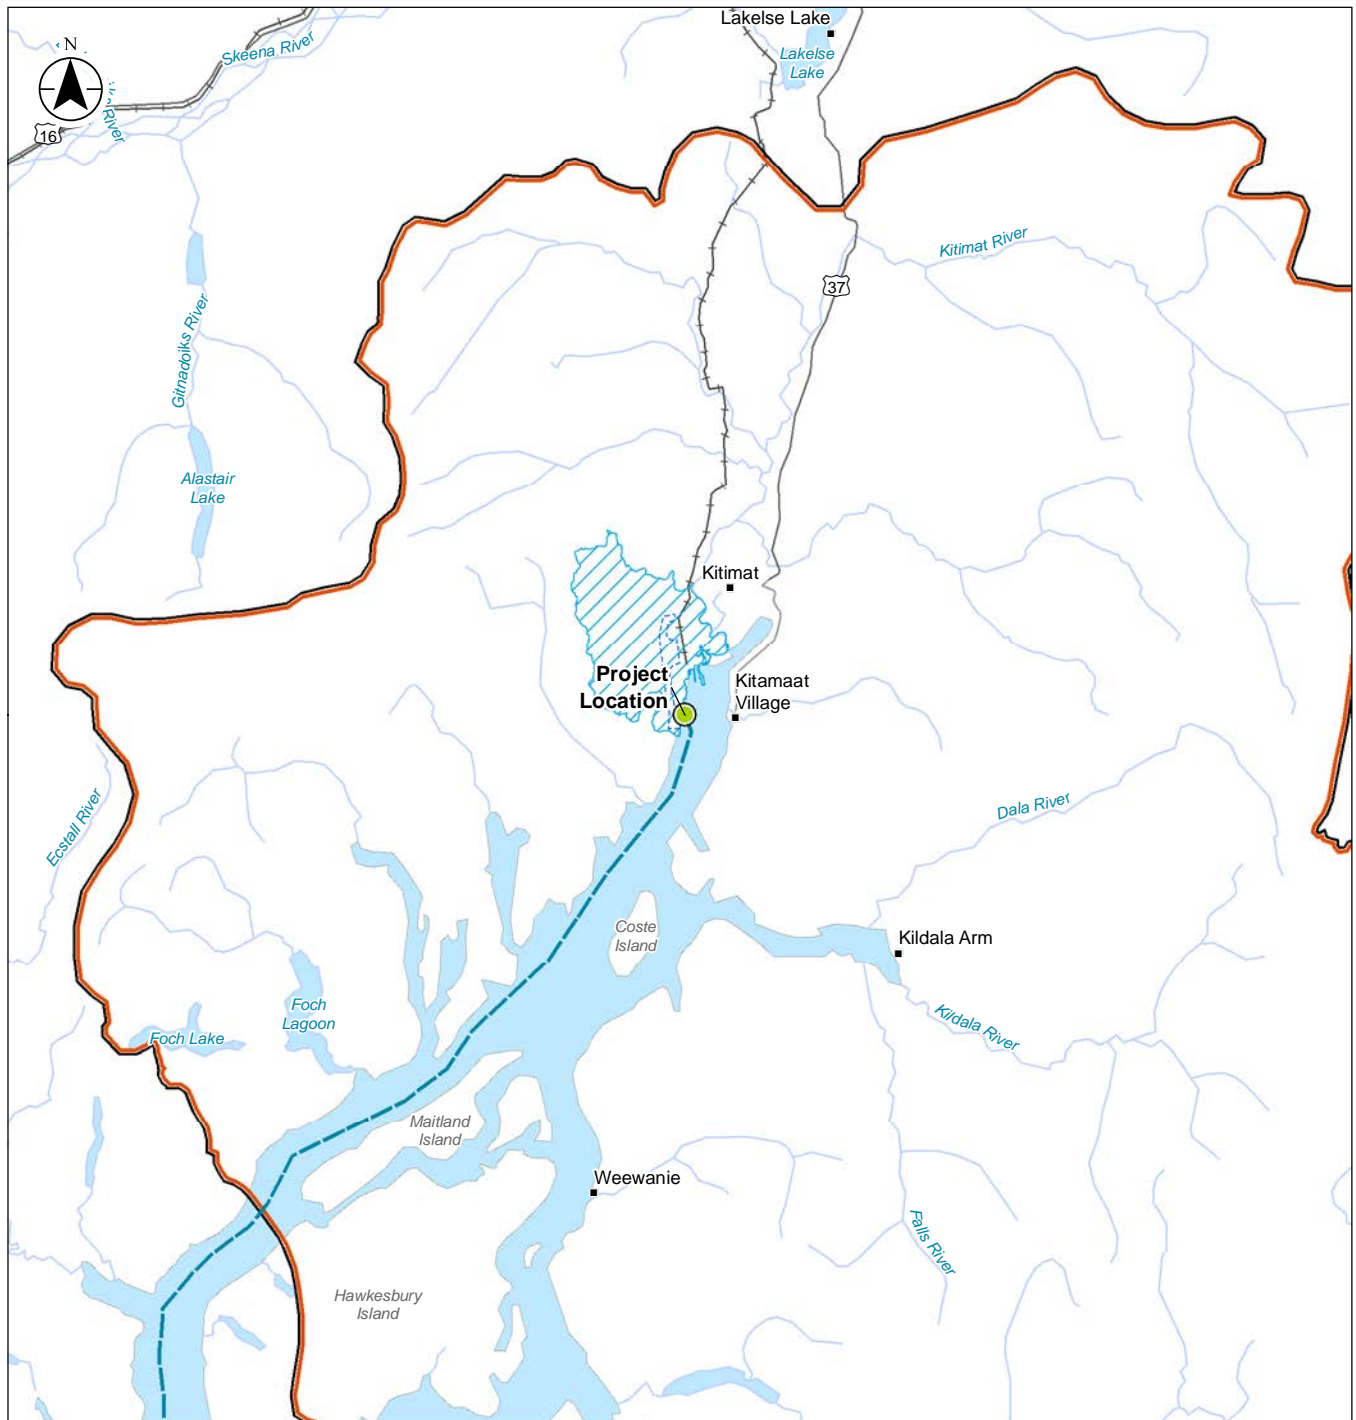 Lakelse Lake
Lakelse
Lake
Skeena River
N
River
16
Kitimat River
37
Gitnadoiks River
Alastair
Lake
Kitimat
Project
Location
Kitamaat
Village
Ecstall River
Dala River
Coste
Island
Kildala Arm
Foch
Lagoon
Foch Lake
Kildala River
Maitland
Island
Weewanie
Falls River
Hawkesbury
Island